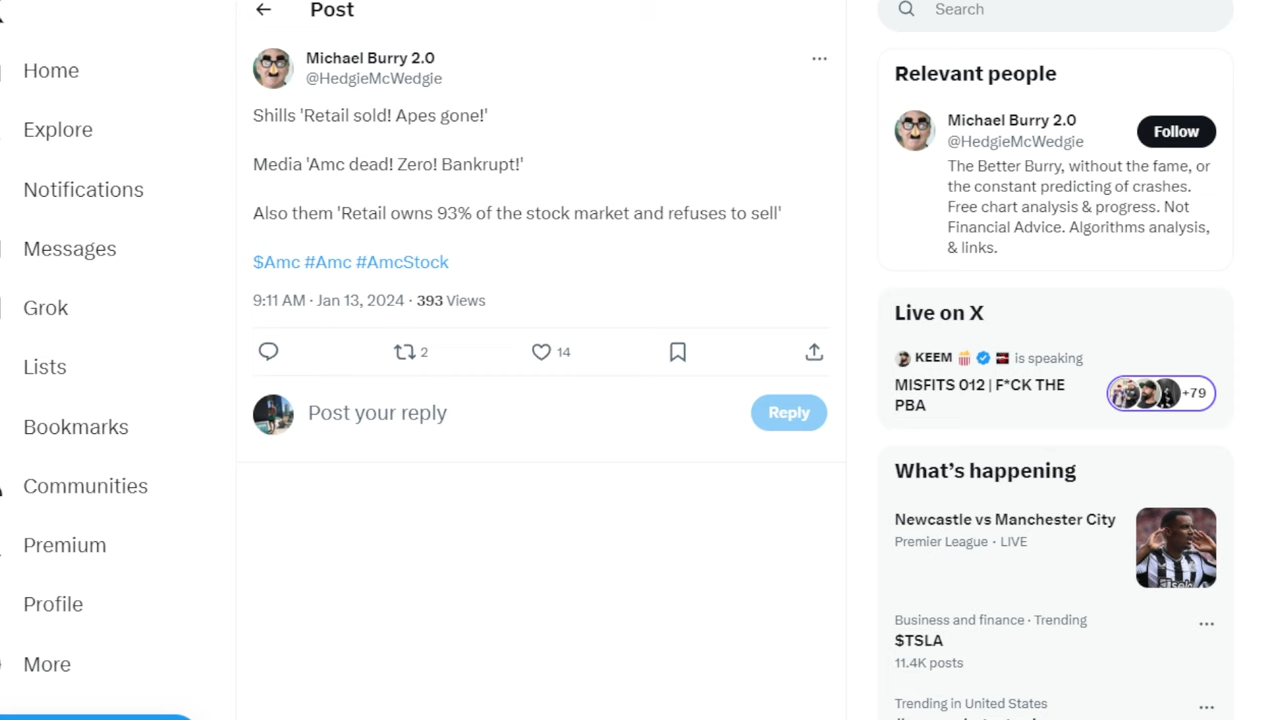 Post
Search
Home
Explore
Notifications
Messages
Grok
Lists
Bookmarks
Communities
Premium
Profile
More
Michael Burry 2.0
@HedgieMcWedgie
Shills 'Retail sold! Apes gone!'
Media 'Amc dead! Zero! Bankrupt!'
Also them 'Retail owns 93% of the stock market and refuses to sell'
$Amc #Amc #AmcStock
9:11 AM · Jan 13, 2024 · 393 Views
2
14
Post your reply
Reply
Relevant people
Michael Burry 2.0
@HedgieMcWedgie
Follow
The Better Burry, without the fame, or
the constant predicting of crashes.
Free chart analysis & progress. Not
Financial Advice. Algorithms analysis,
& links.
Live on X
KEEM is speaking
MISFITS 012 | F*CK THE
PBA
+79
What's happening
Newcastle vs Manchester City
Premier League · LIVE
Business and finance · Trending
$TSLA
11.4K posts
Trending in United States